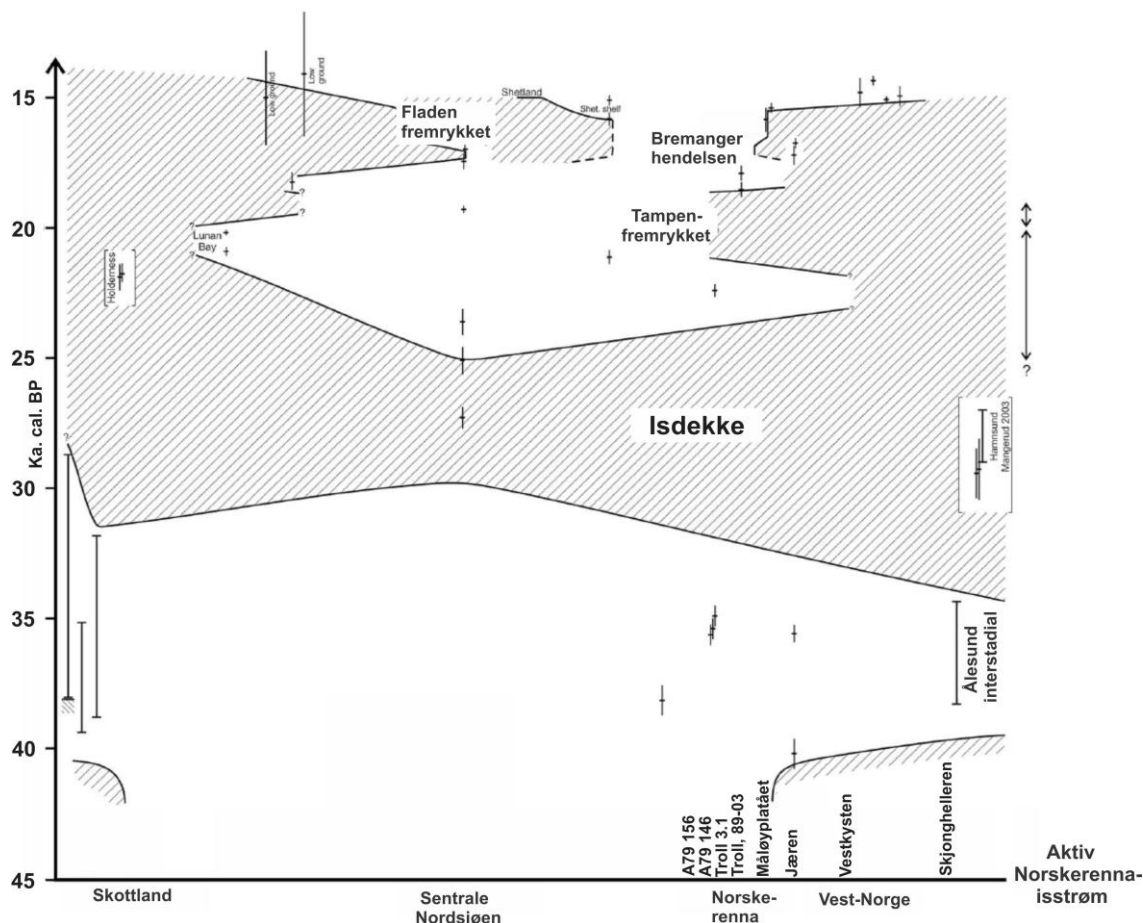 Low ground
Low
ground
15
Fladen
fremrykket
Shetland
Shet. shelf
Bremanger
hendelsen
?
?
20
?
Lunan
Bay
?
Tampen-
fremrykket
?
?
Holderness
25
?
Ka. cal. BP
?
Isdekke
Hamnsund
Mangerud 2003
30
35
Ålesund
interstadial
40
A79 156
A79 146
Troll 3.1
Troll, 89-03
Måløyplatået
Jæren
Vestkysten
Skjonghelleren
45
Skottland
Sentrale
Nordsjøen
Norske-
renna
Vest-Norge
Aktiv
Norskerenna-
isstrøm